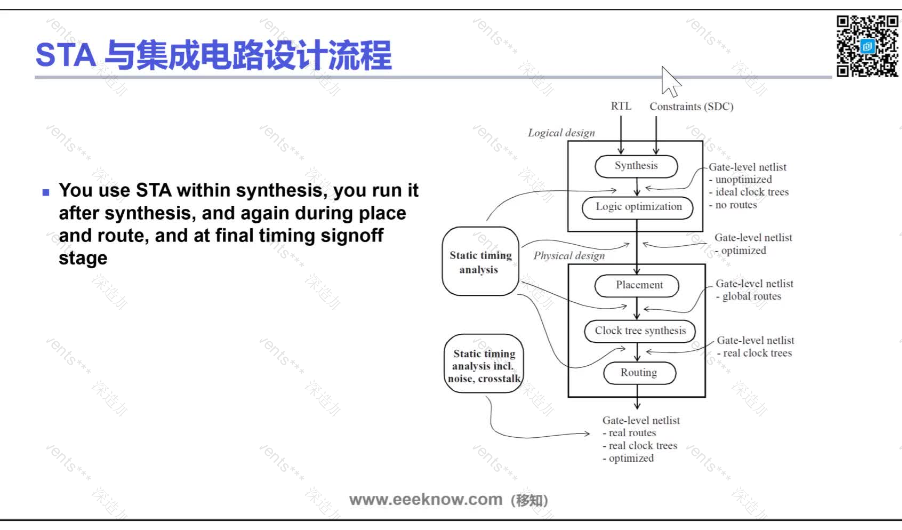 STA 与集成电路设计流程
You use STA within synthesis, you run it
after synthesis, and again during place
and route, and at final timing signoff
stage
RTL
Constraints (SDC)
Logical design
Synthesis
Gate-level netlist
- unoptimized
- ideal clock trees
- no routes
Logic optimization
Gate-level netlist
- optimized
Static timing
analysis
Physical design
Placement
Gate-level netlist
- global routes
Clock tree synthesis
Gate-level netlist
- real clock trees
Static timing
analysis incl.
noise, crosstalk
Routing
Gate-level netlist
- real routes
- real clock trees
- optimized
www.eeeknow.com (移知)